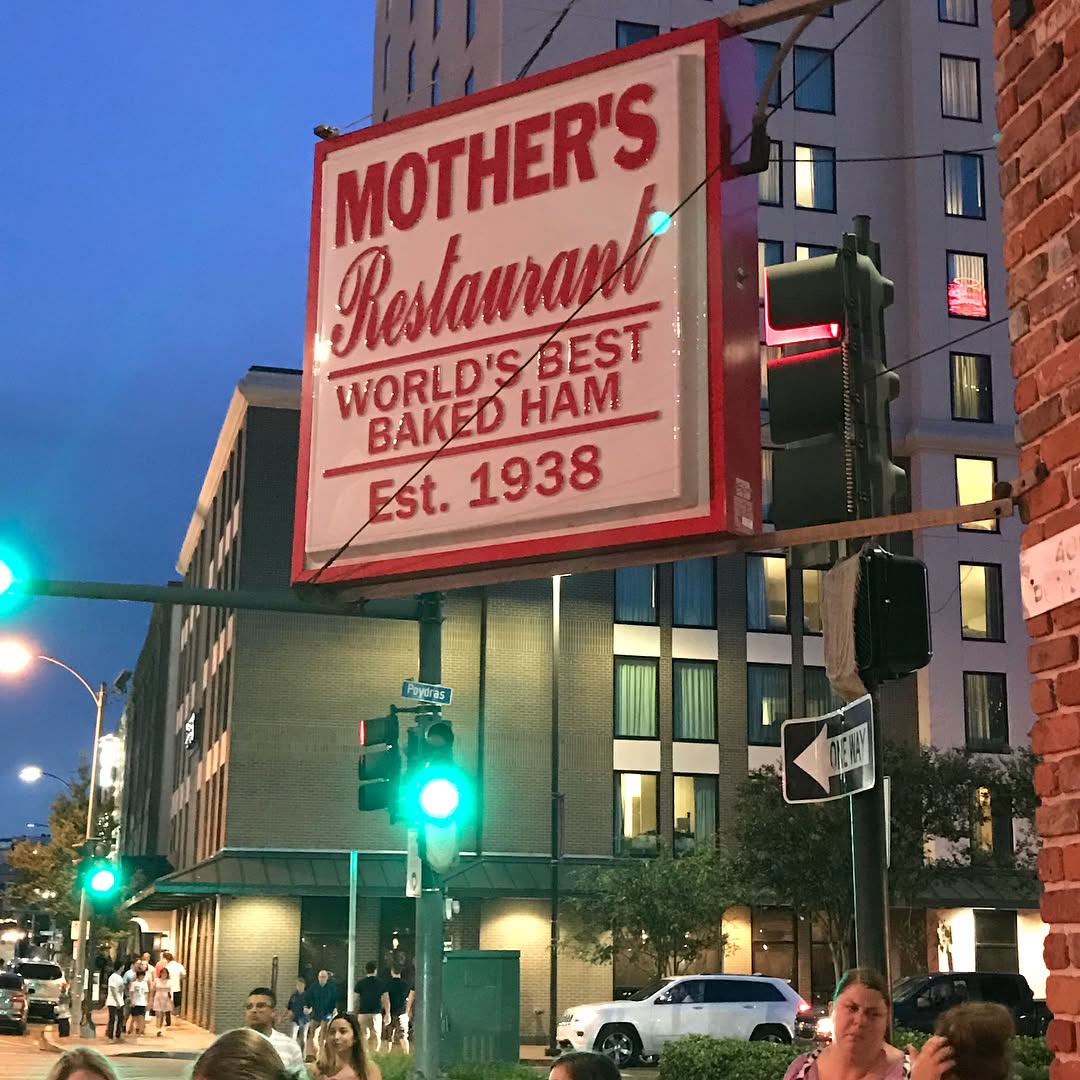 MOTHER'S
Restaurant
WORLD'S BEST
BAKED HAM
Est. 1938
Poydras
ONE WAY